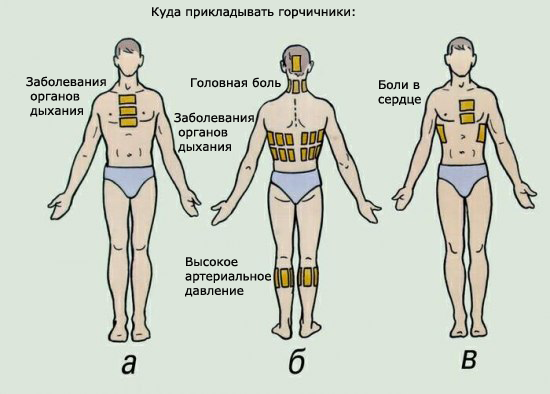 Куда прикладывать горчичники:
Заболевания
органов
дыхания
Головная боль
Заболевания
органов
дыхания
Высокое
артериальное
давление
Боли в
сердце
а
б
в